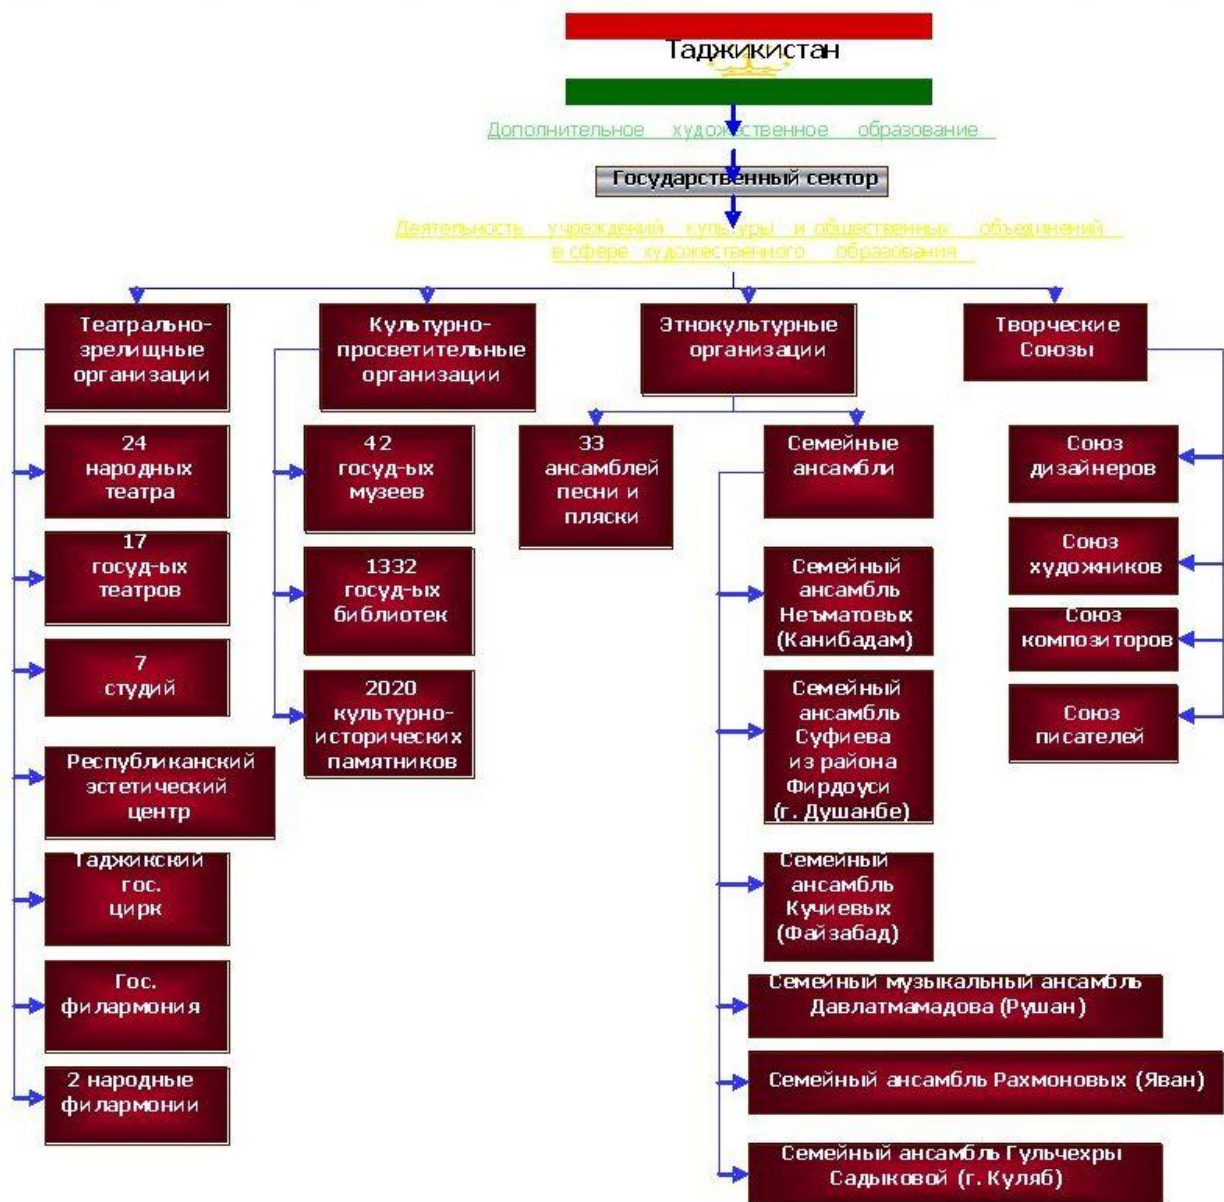 Таджикистан
Дополнительное художественное образование
Государственный сектор
Деятельность учреждений культуры и общественных объединений
в сфере художественного образования
Театрально-
зрелищные
организации
Культурно-
просветительные
организации
Этнокультурные
организации
Творческие
Союзы
24
народных
театра
17
госуд-ых
театров
7
студий
Республиканский
эстетический
центр
Таджикский
гос.
цирк
Гос.
филармония
2 народные
филармонии
42
госуд-ых
музеев
1332
госуд-ых
библиотек
2020
культурно-
исторических
памятников
33
ансамблей
песни и
пляски
Семейные
ансамбли
Семейный
ансамбль
Неъматовых
(Канибадам)
Семейный
ансамбль
Суфиева
из района
Фирдоуси
(г. Душанбе)
Семейный
ансамбль
Кучиевых
(Файзабад)
Семейный музыкальный ансамбль
Давлатмамадова (Рушан)
Семейный ансамбль Рахмоновых (Яван)
Семейный ансамбль Гульчехры
Садыковой (г. Куляб)
Союз
дизайнеров
Союз
художников
Союз
композиторов
Союз
писателей